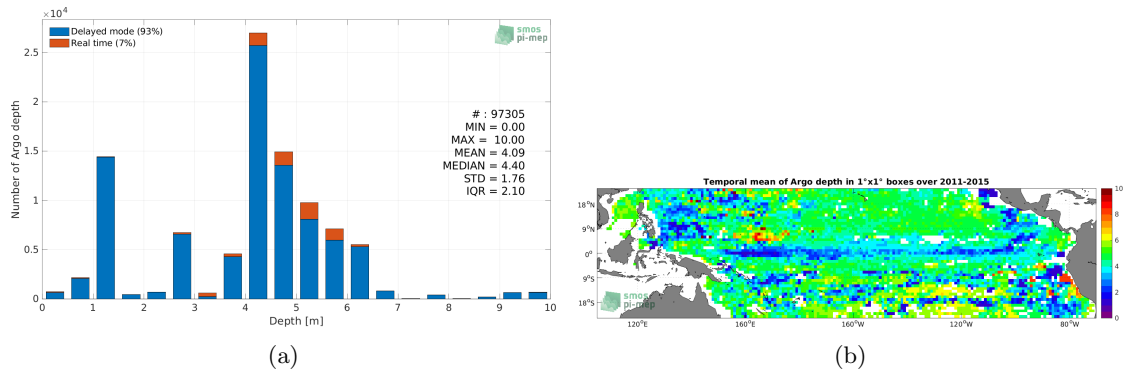 ×10⁴
Delayed mode (93%)
Real time (7%)
smos
pi-mep
2.5
2
1.5
1
0.5
0
Number of Argo depth
# : 97305
MIN = 0.00
MAX = 10.00
MEAN = 4.09
MEDIAN = 4.40
STD = 1.76
IQR = 2.10
0 1 2 3 4 5 6 7 8 9 10
Depth [m]
(a)
Temporal mean of Argo depth in 1°x1° boxes over 2011-2015
18°N
9°N
0°
9°S
18°S
smos
pi-mep
120°E 160°E 160°W 120°W 80°W
10
8
6
4
2
0
(b)